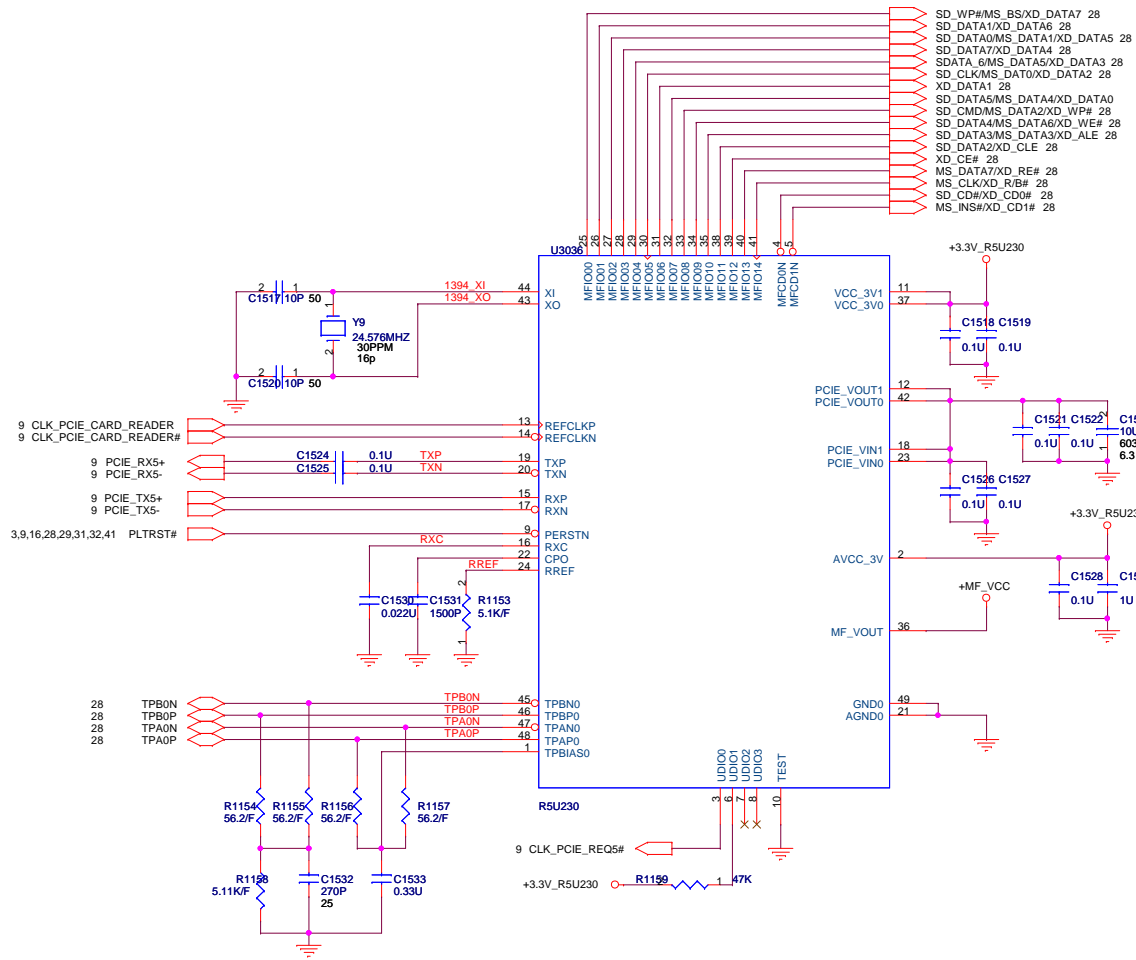 SD_WP#/MS_BS/XD_DATA7 28
SD_DATA1/XD_DATA6 28
SD_DATA0/MS_DATA1/XD_DATA5 28
SD_DATA7/XD_DATA4 28
SDATA_6/MS_DATA5/XD_DATA3 28
SD_CLK/MS_DAT0/XD_DATA2 28
XD_DATA1 28
SD_DATA5/MS_DATA4/XD_DATA0
SD_CMD/MS_DATA2/XD_WP# 28
SD_DATA4/MS_DATA6/XD_WE# 28
SD_DATA3/MS_DATA3/XD_ALE 28
SD_DATA2/XD_CLE 28
XD_CE# 28
MS_DATA7/XD_RE# 28
MS_CLK/XD_R/B# 28
SD_CD#/XD_CD0# 28
MS_INS#/XD_CD1# 28
25 26 27 28 29 30 31 32 33 34 35 38 39 40 41 4 5
U3036
MFIO00 MFIO01 MFIO02 MFIO03 MFIO04 MFIO05 MFIO06 MFIO07 MFIO08 MFIO09 MFIO10 MFIO11 MFIO12 MFIO13 MFIO14 MFCD0N MFCD1N
+3.3V_R5U230
2 1 1394_XI 44 XI
C1517 10P 50
1394_XO 43 XO
1
Y9
24.576MHZ
30PPM
16p
2
2 1
C1520 10P 50
VCC_3V1 11
VCC_3V0 37
C1518 C1519
0.1U 0.1U
PCIE_VOUT1 12
PCIE_VOUT0 42
C1521 C1522 C15
0.1U 0.1U 10U
603
6.3
2
1
PCIE_VIN1 18
PCIE_VIN0 23
C1526 C1527
0.1U 0.1U
9 CLK_PCIE_CARD_READER 13 REFCLKP
9 CLK_PCIE_CARD_READER# 14 REFCLKN
9 PCIE_RX5+ C1524 0.1U TXP 19 TXP
9 PCIE_RX5- C1525 0.1U TXN 20 TXN
9 PCIE_TX5+ 15 RXP
9 PCIE_TX5- 17 RXN
3,9,16,28,29,31,32,41 PLTRST# 9 PERSTN
RXC 16 RXC
22 CPO
RREF 24 RREF
2
C1530 C1531 R1153
0.022U 1500P 5.1K/F
1
+3.3V_R5U23
AVCC_3V 2
C1528 C15
0.1U 1U
+MF_VCC
MF_VOUT 36
28 TPB0N TPB0N 45 TPBN0
28 TPB0P TPB0P 46 TPBP0
28 TPA0N TPA0N 47 TPAN0
28 TPA0P TPA0P 48 TPAP0
1 TPBIAS0
GND0 49
AGND0 21
UDIO0 UDIO1 UDIO2 UDIO3 TEST
3 6 7 8 10
R5U230
R1154 R1155 R1156 R1157
56.2/F 56.2/F 56.2/F 56.2/F
R1158 C1532 C1533
5.11K/F 270P 0.33U
25
9 CLK_PCIE_REQ5#
+3.3V_R5U230 R1159 2 1 47K